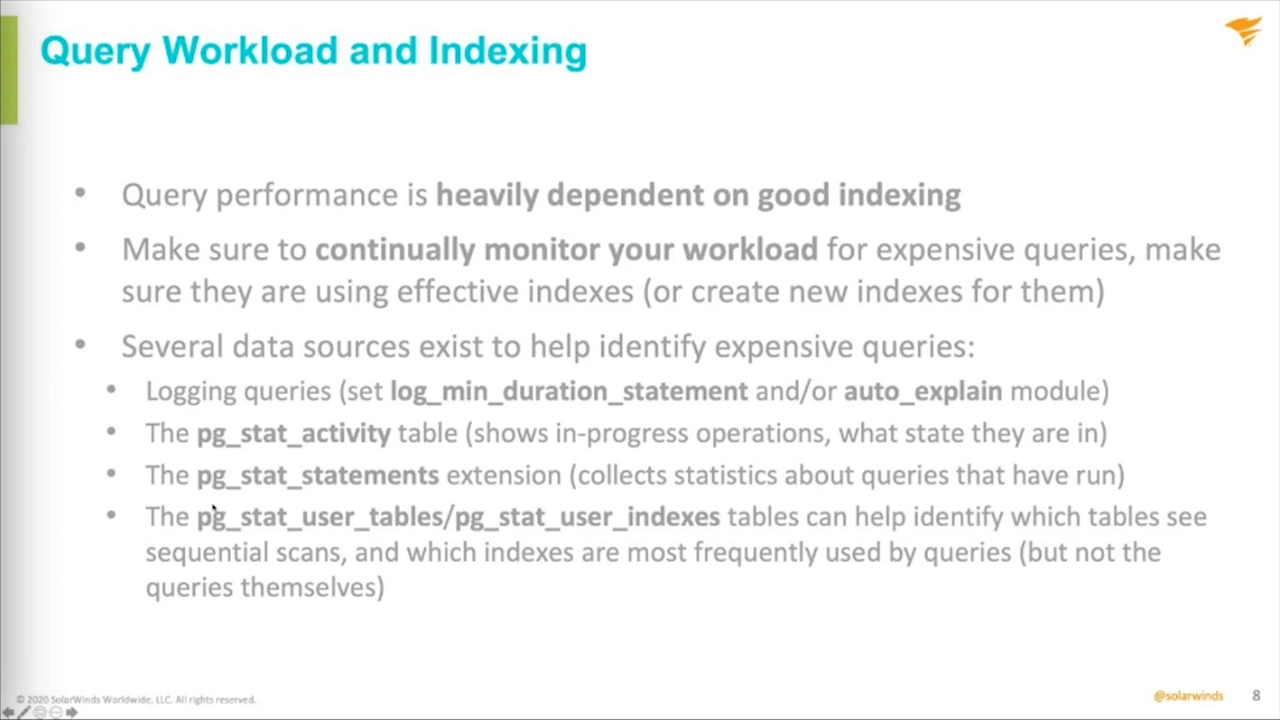 Query Workload and Indexing
• Query performance is heavily dependent on good indexing
• Make sure to continually monitor your workload for expensive queries, make
sure they are using effective indexes (or create new indexes for them)
• Several data sources exist to help identify expensive queries:
• Logging queries (set log_min_duration_statement and/or auto_explain module)
• The pg_stat_activity table (shows in-progress operations, what state they are in)
• The pg_stat_statements extension (collects statistics about queries that have run)
• The pg_stat_user_tables/pg_stat_user_indexes tables can help identify which tables see
sequential scans, and which indexes are most frequently used by queries (but not the
queries themselves)
© 2020 SolarWinds Worldwide, LLC. All rights reserved.
@solarwinds 8